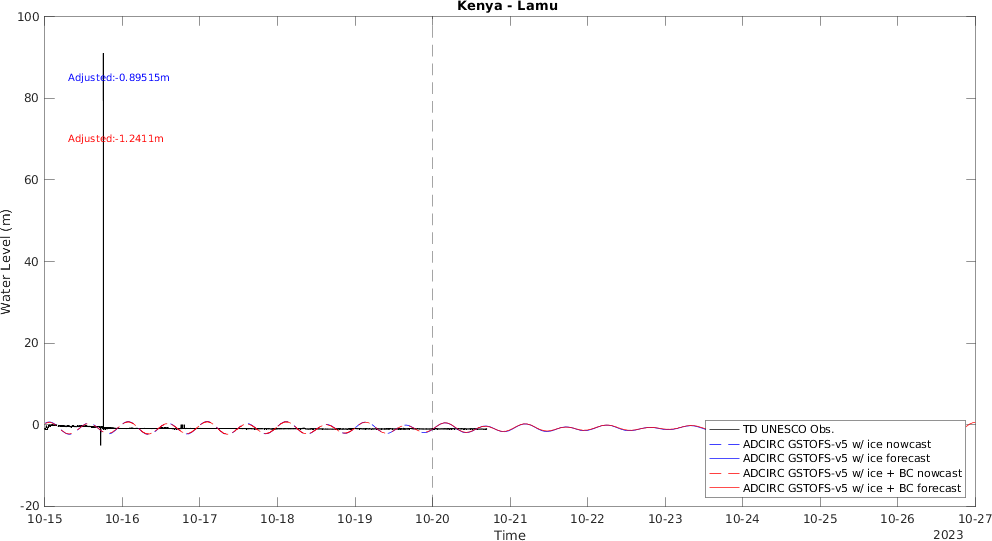 Kenya - Lamu
100
80
60
40
20
0
-20
Water Level (m)
Adjusted:-0.89515m
Adjusted:-1.2411m
TD UNESCO Obs.
ADCIRC GSTOFS-v5 w/ ice nowcast
ADCIRC GSTOFS-v5 w/ ice forecast
ADCIRC GSTOFS-v5 w/ ice + BC nowcast
ADCIRC GSTOFS-v5 w/ ice + BC forecast
10-15 10-16 10-17 10-18 10-19 10-20 10-21 10-22 10-23 10-24 10-25 10-26 10-27
Time
2023